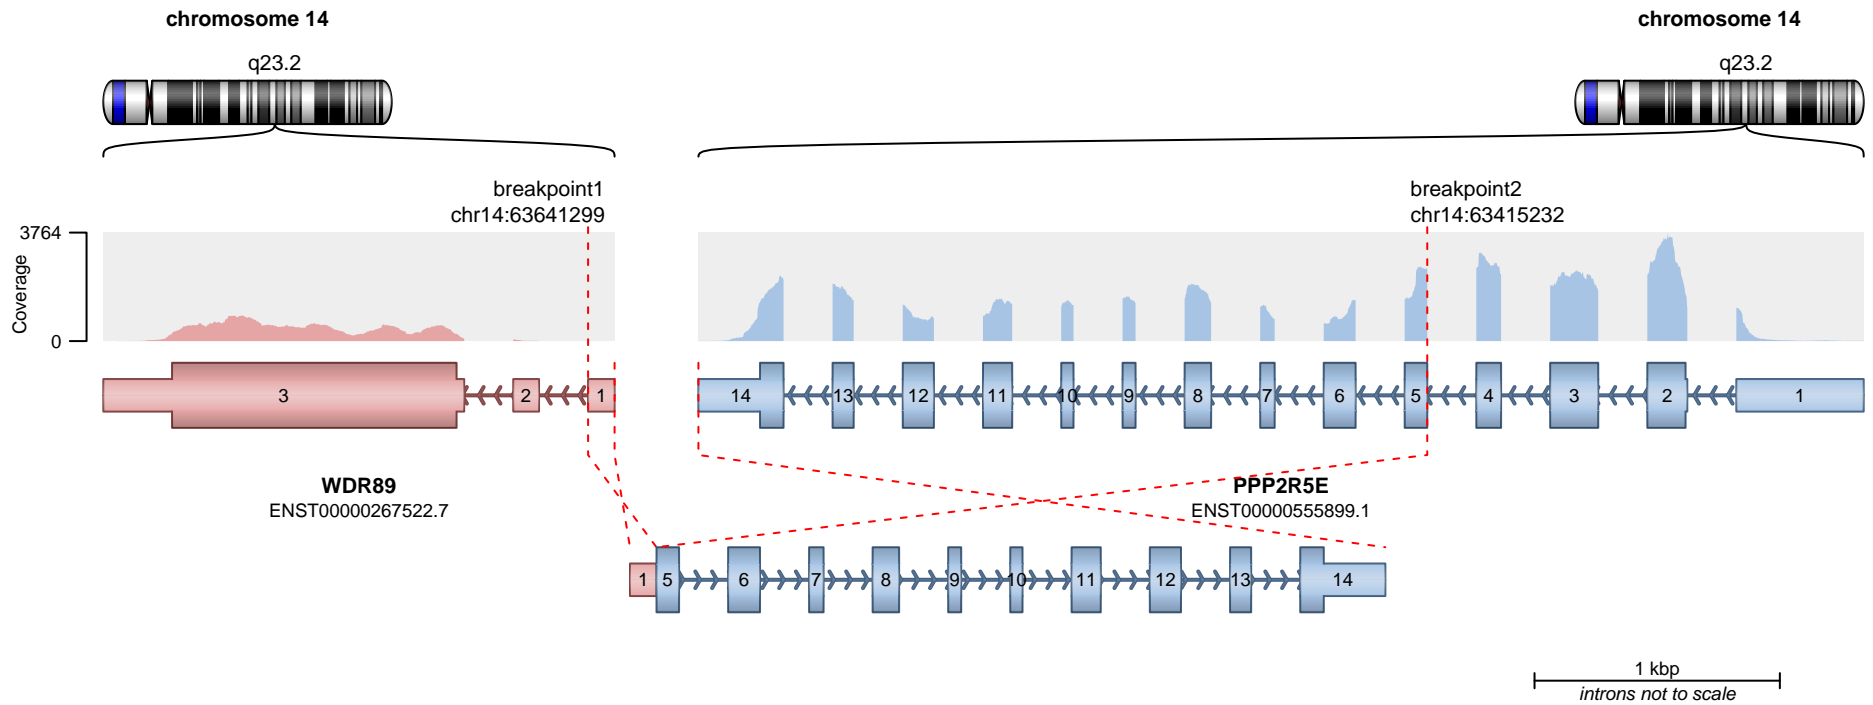 chromosome 14
chromosome 14
q23.2
q23.2
breakpoint1
chr14:63641299
breakpoint2
chr14:63415232
3764
Coverage
0
3 2 1
14 13 12 11 10 9 8 7 6 5 4 3 2 1
WDR89
ENST00000267522.7
PPP2R5E
ENST00000555899.1
1 5 6 7 8 9 10 11 12 13 14
1 kbp
introns not to scale